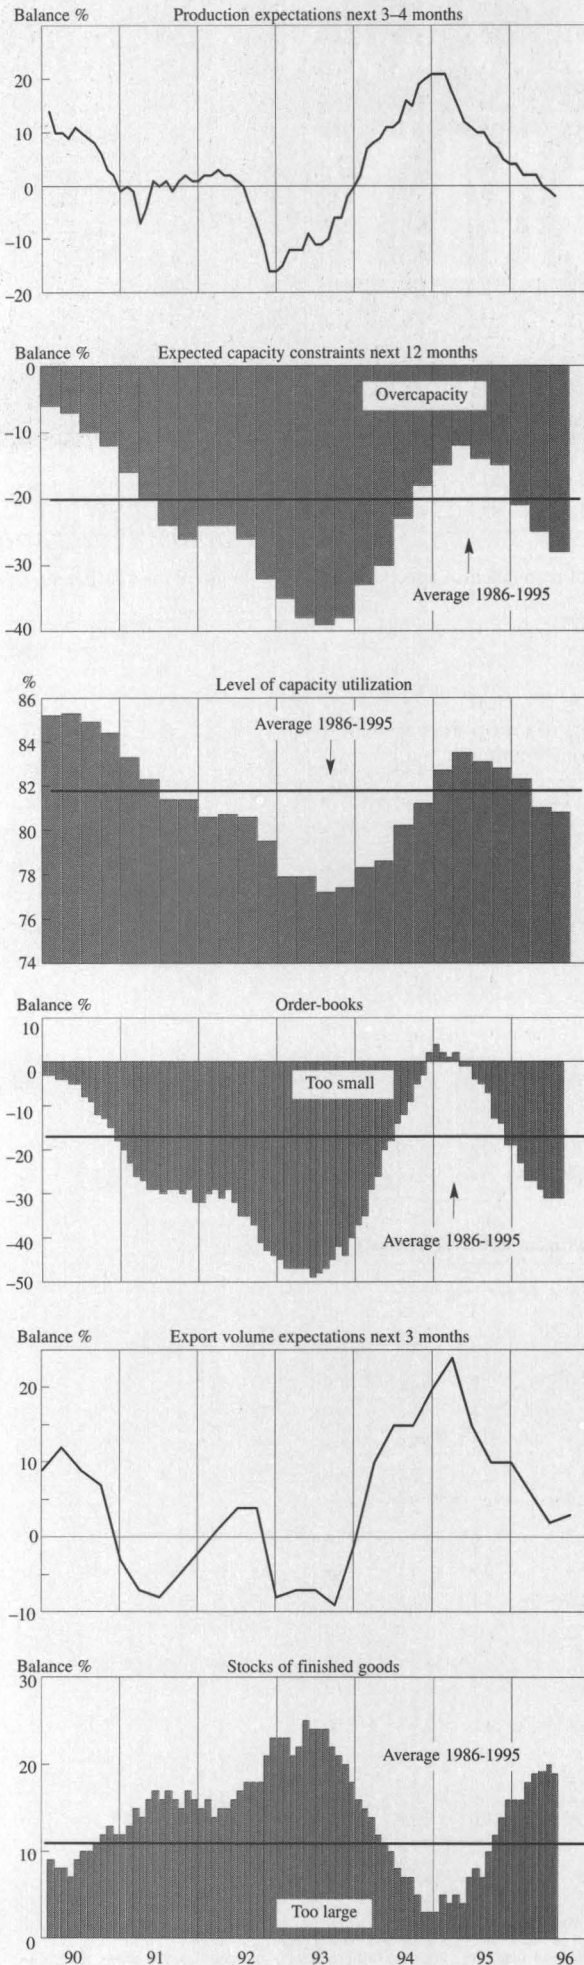 Balance % Production expectations next 3–4 months
20
10
0
–10
–20
Balance % Expected capacity constraints next 12 months
0
Overcapacity
–10
–20
–30
Average 1986-1995
–40
% Level of capacity utilization
86
Average 1986-1995
84
82
80
78
76
74
Balance % Order-books
10
0
Too small
–10
–20
–30
Average 1986-1995
–40
–50
Balance % Export volume expectations next 3 months
20
10
0
–10
Balance % Stocks of finished goods
30
Average 1986-1995
20
10
Too large
0
90 91 92 93 94 95 96